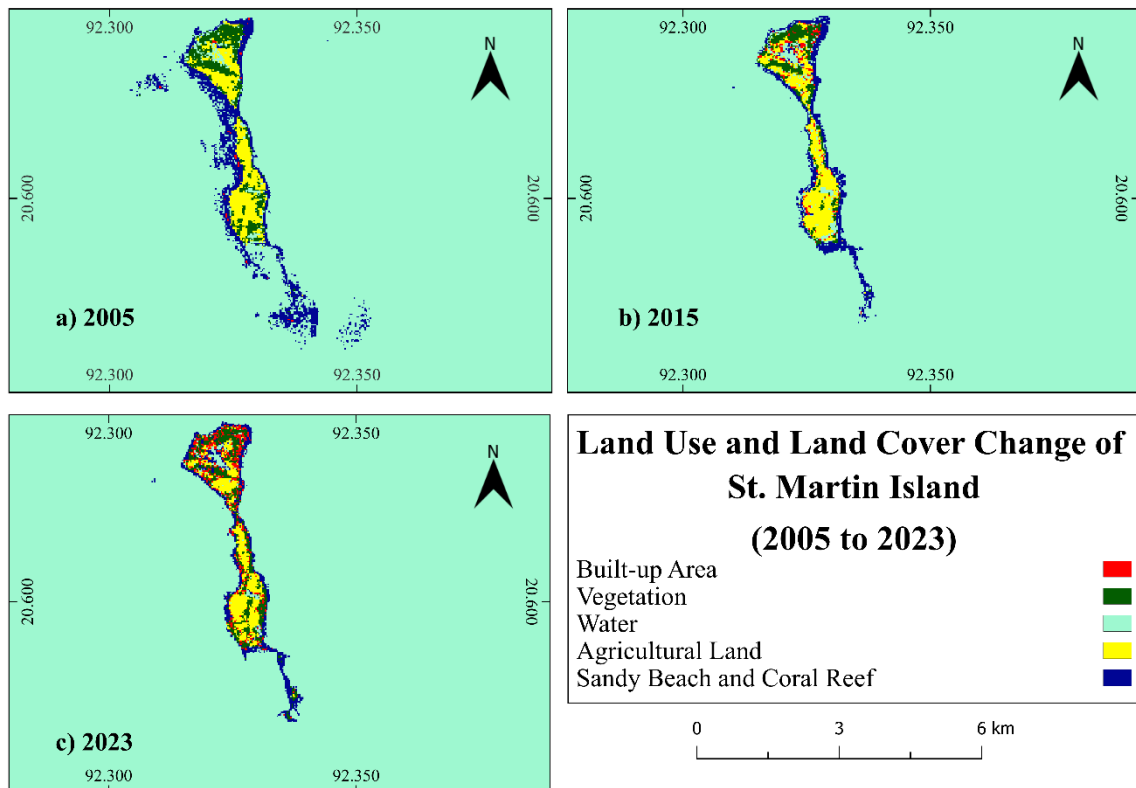 92.300
92.350
N
20.600
20.600
a) 2005
92.300
92.350
92.300
92.350
N
20.600
20.600
b) 2015
92.300
92.350
92.300
92.350
N
20.600
20.600
c) 2023
92.300
92.350
Land Use and Land Cover Change of
St. Martin Island
(2005 to 2023)
Built-up Area
Vegetation
Water
Agricultural Land
Sandy Beach and Coral Reef
0 3 6 km